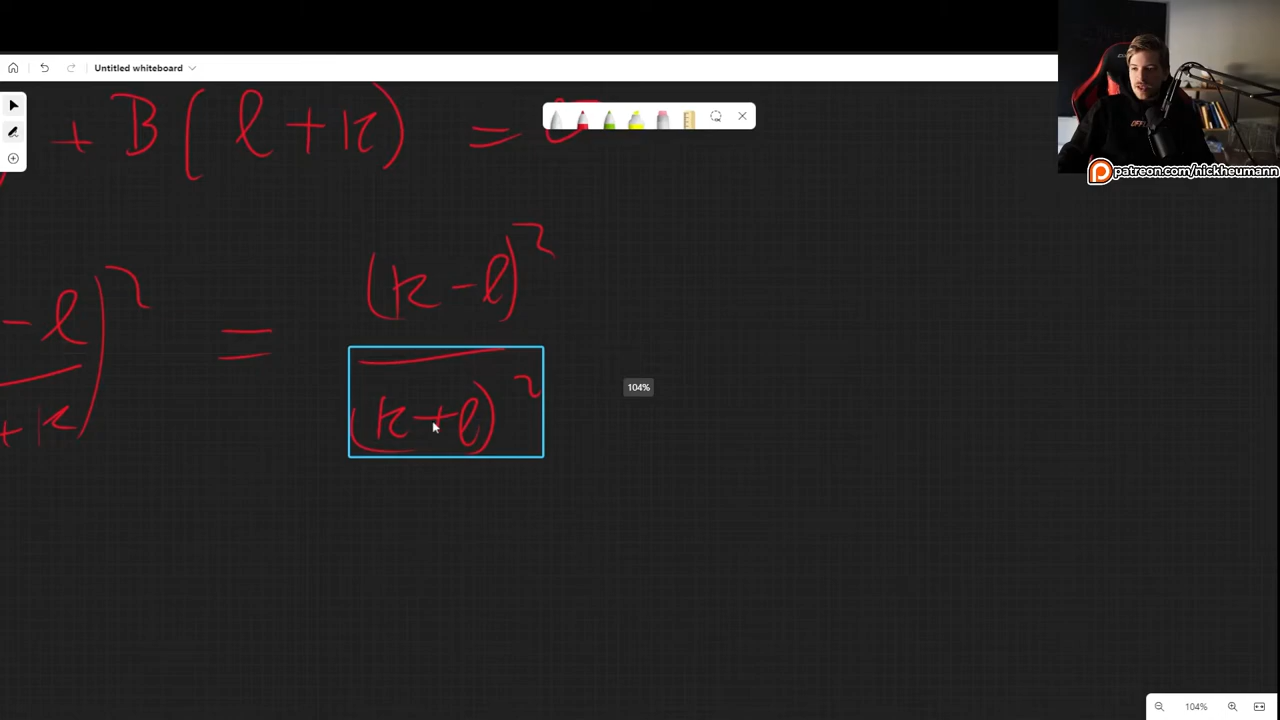 Untitled whiteboard
+ B ( l + k ) =
- l ) ² = (k - l)²
+ k (k + l)²
104%
patreon.com/nickheumann
104%